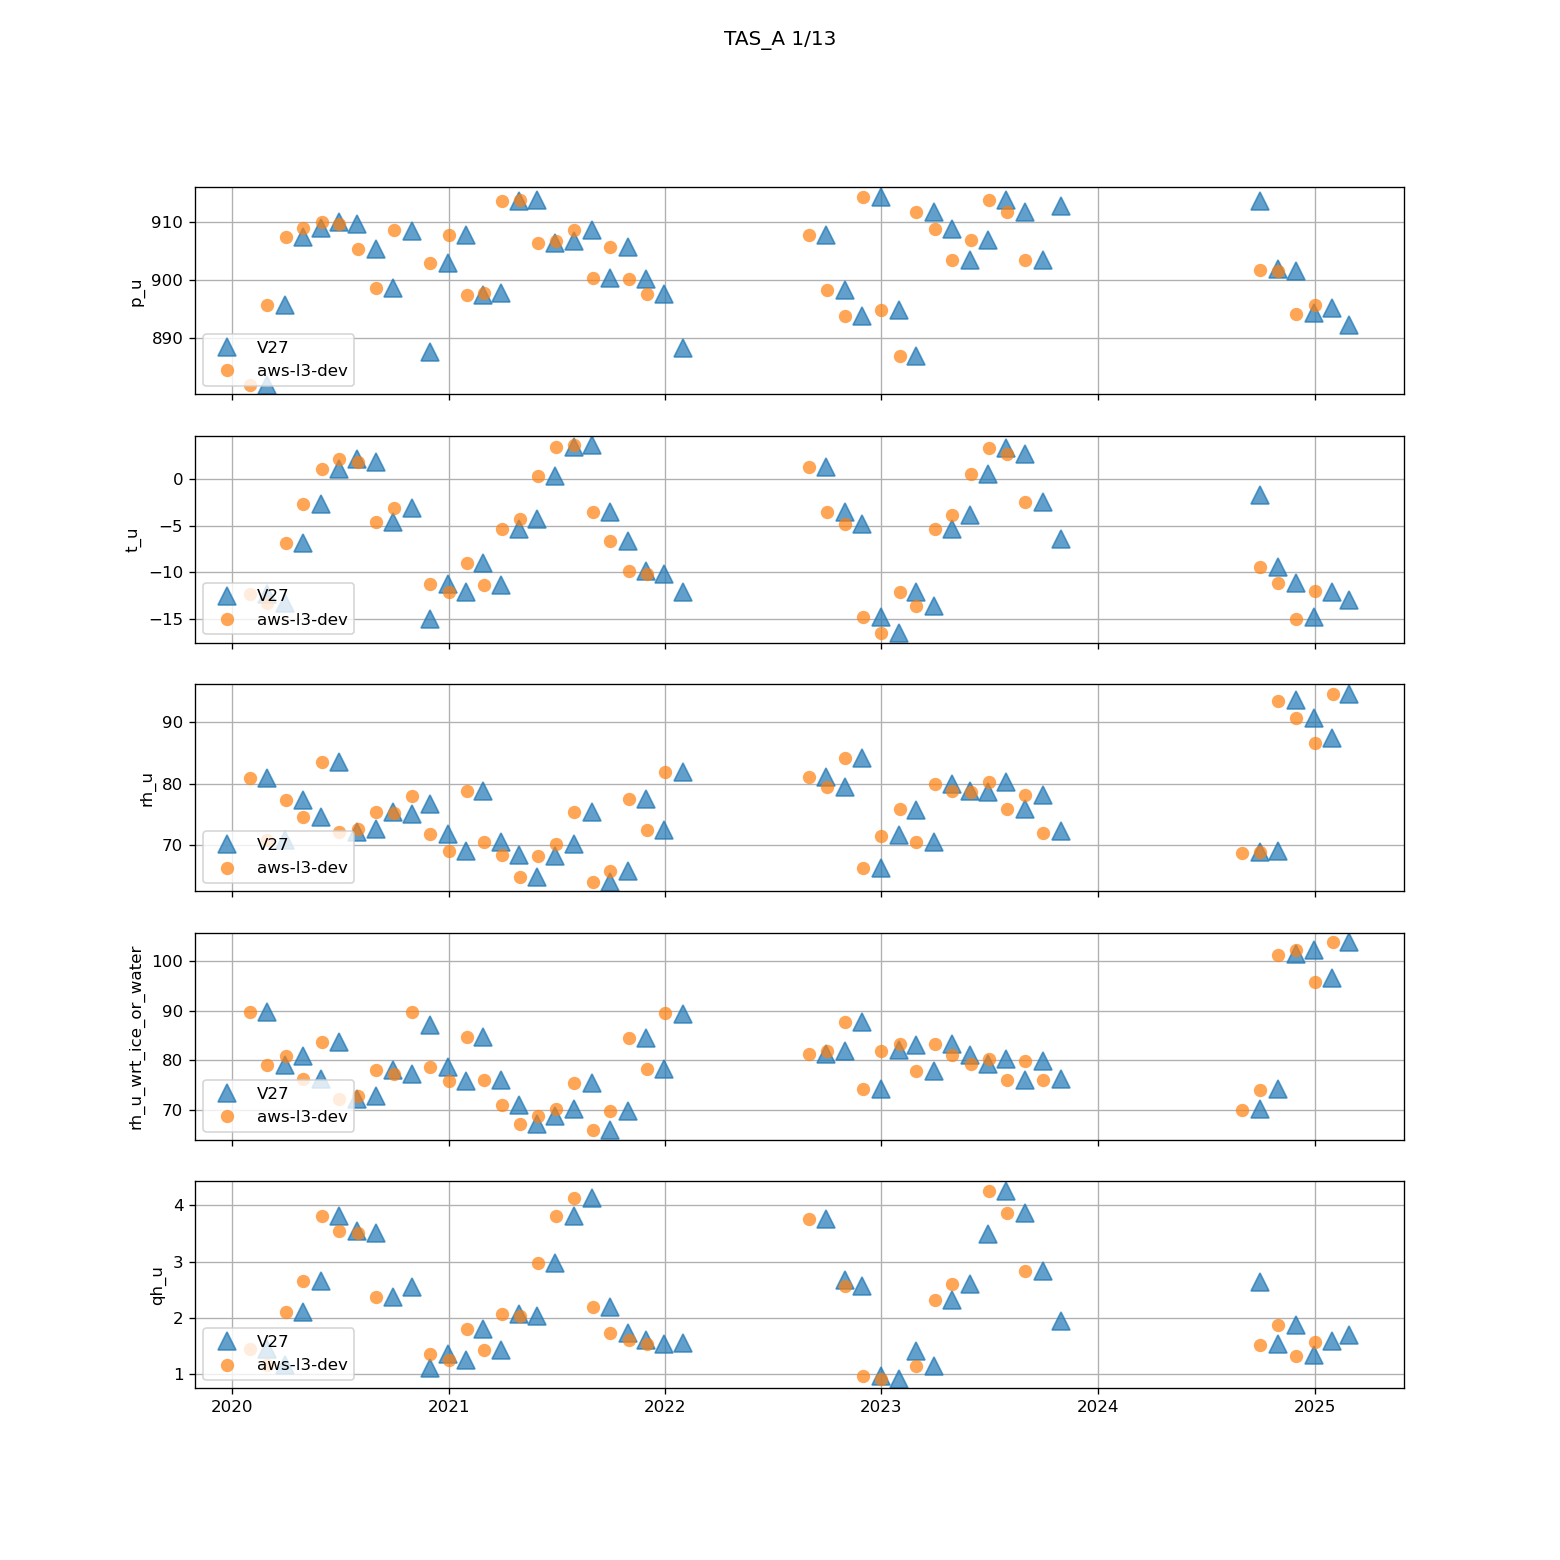 TAS_A 1/13
910
900
890
p_u
V27
aws-l3-dev
0
−5
−10
−15
t_u
V27
aws-l3-dev
90
80
70
rh_u
V27
aws-l3-dev
100
90
80
70
rh_u_wrt_ice_or_water
V27
aws-l3-dev
4
3
2
1
qh_u
V27
aws-l3-dev
2020 2021 2022 2023 2024 2025